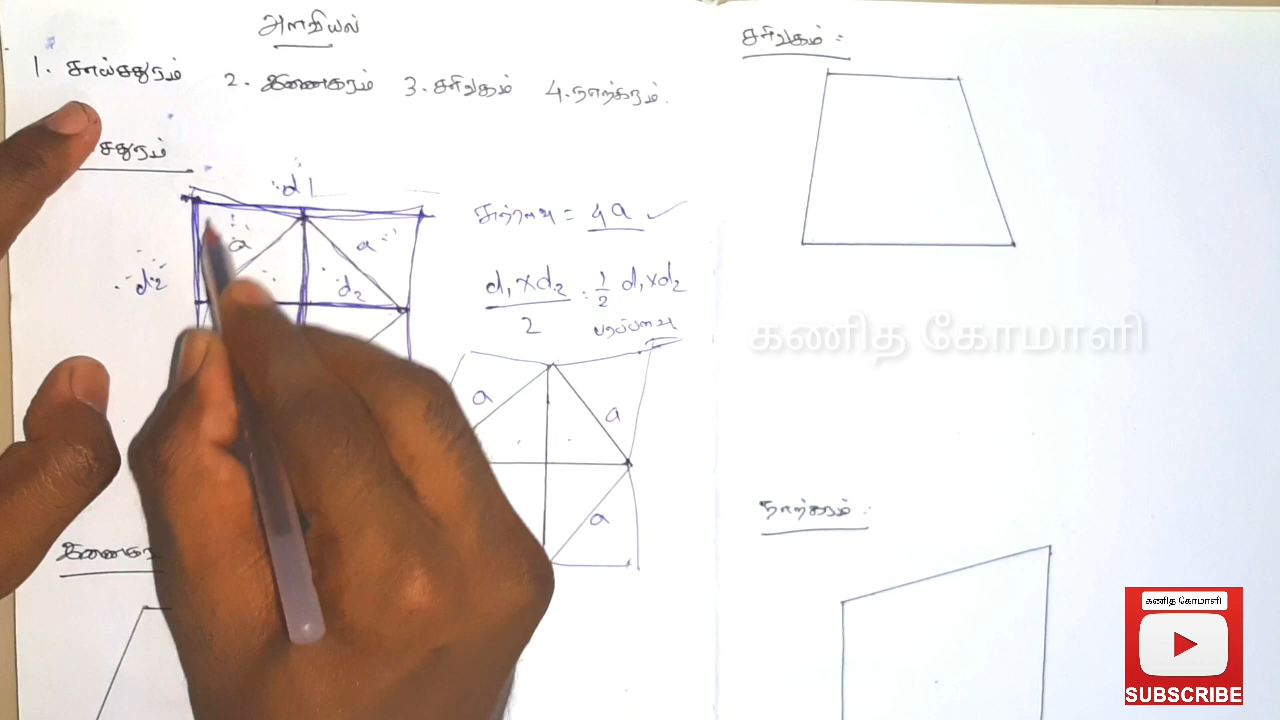 அளவியல்
1. சாய்சதுரம் 2. இணைகரம் 3. சரிவகம் 4. நாற்கரம்.
சதுரம்
d1
a a
d2 d2
சுற்றளவு = 4a ✓
d1 x d2 / 2 = 1/2 d1 x d2
பரப்பளவு
a a
a
இணைகர
சரிவகம் :
கணித கோமாளி
நாற்கரம் :
கணித கோமாளி
SUBSCRIBE